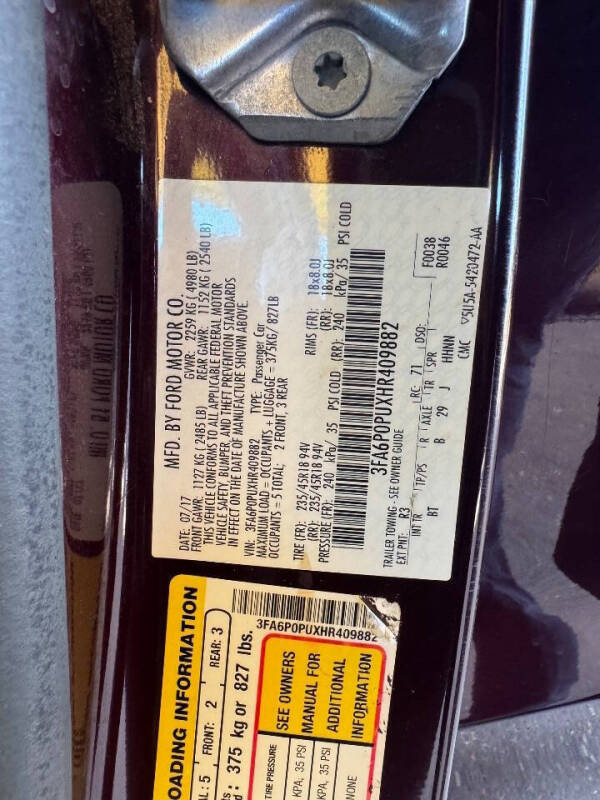 MFD. BY FORD MOTOR CO.
DATE: 07/17 GVWR: 2259 KG ( 4980 LB)
FRONT GAWR: 1127 KG ( 2485 LB) REAR GAWR: 1152 KG ( 2540 LB)
THIS VEHICLE CONFORMS TO ALL APPLICABLE FEDERAL MOTOR
VEHICLE SAFETY, BUMPER, AND THEFT PREVENTION STANDARDS
IN EFFECT ON THE DATE OF MANUFACTURE SHOWN ABOVE.
VIN: 3FA6P0PUXHR409882 TYPE: Passenger Car
MAXIMUM LOAD = OCCUPANTS + LUGGAGE = 375KG/ 827LB
OCCUPANTS = 5 TOTAL: 2 FRONT, 3 REAR
TIRE (FR): 235/45R18 94V RIMS (FR): 18x8.0J
(RR): 235/45R18 94V (RR): 18x8.0J
PRESSURE (FR): 240 kPa/ 35 PSI COLD (RR): 240 kPa/ 35 PSI COLD
3FA6P0PUXHR409882
TRAILER TOWING - SEE OWNER GUIDE
EXT PNT: R3 LRC: 71 DSO: F0038
R0046
INT TR TP/PS R AXLE TR SPR
BT B 29 J HHNN
CMC
5U5A-5420472-AA
3FA6P0PUXHR409882
OADING INFORMATION
AL: 5 FRONT: 2 REAR: 3
375 kg or 827 lbs.
TIRE PRESSURE
KPA, 35 PSI
KPA, 35 PSI
NONE
SEE OWNERS
MANUAL FOR
ADDITIONAL
INFORMATION